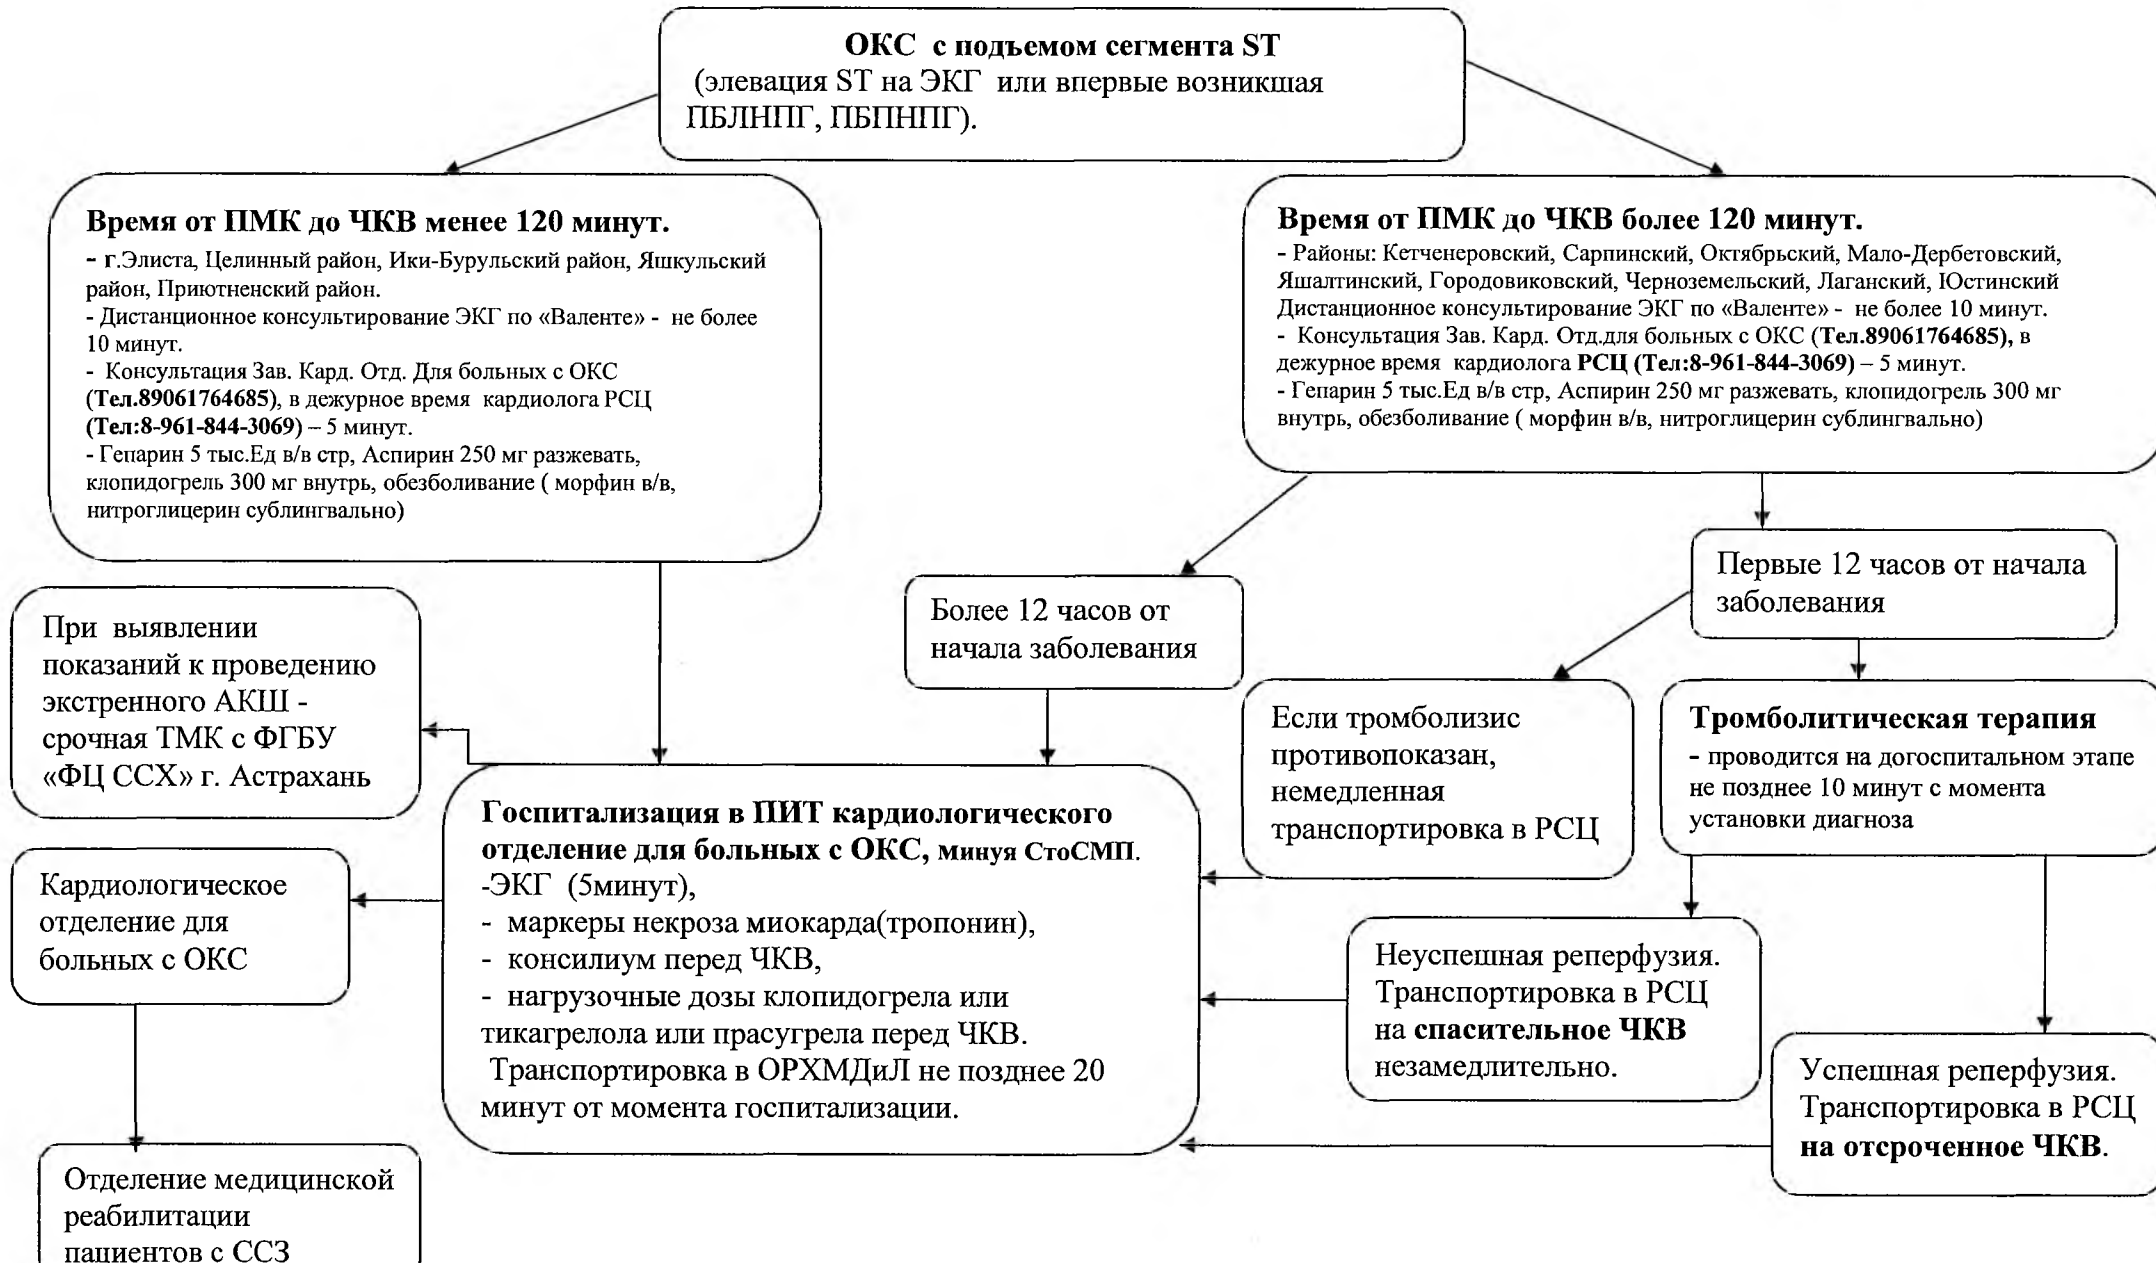 ОКС с подъемом сегмента ST
(элевация ST на ЭКГ или впервые возникшая
ПБЛНПГ, ПБПНПГ).
Время от ПМК до ЧКВ менее 120 минут.
- г.Элиста, Целинный район, Ики-Бурульский район, Яшкульский
район, Приютненский район.
- Дистанционное консультирование ЭКГ по «Валенте» - не более
10 минут.
- Консультация Зав. Кард. Отд. Для больных с ОКС
(Тел.89061764685), в дежурное время кардиолога РСЦ
(Тел:8-961-844-3069) – 5 минут.
- Гепарин 5 тыс.Ед в/в стр, Аспирин 250 мг разжевать,
клопидогрель 300 мг внутрь, обезболивание ( морфин в/в,
нитроглицерин сублингвально)
Время от ПМК до ЧКВ более 120 минут.
- Районы: Кетченеровский, Сарпинский, Октябрьский, Мало-Дербетовский,
Яшалтинский, Городовиковский, Черноземельский, Лаганский, Юстинский
Дистанционное консультирование ЭКГ по «Валенте» - не более 10 минут.
- Консультация Зав. Кард. Отд.для больных с ОКС (Тел.89061764685), в
дежурное время кардиолога РСЦ (Тел:8-961-844-3069) – 5 минут.
- Гепарин 5 тыс.Ед в/в стр, Аспирин 250 мг разжевать, клопидогрель 300 мг
внутрь, обезболивание ( морфин в/в, нитроглицерин сублингвально)
Более 12 часов от
начала заболевания
Первые 12 часов от начала
заболевания
При выявлении
показаний к проведению
экстренного АКШ -
срочная ТМК с ФГБУ
«ФЦ ССХ» г. Астрахань
Если тромболизис
противопоказан,
немедленная
транспортировка в РСЦ
Тромболитическая терапия
- проводится на догоспитальном этапе
не позднее 10 минут с момента
установки диагноза
Госпитализация в ПИТ кардиологического
отделение для больных с ОКС, минуя СтоСМП.
-ЭКГ (5минут),
- маркеры некроза миокарда(тропонин),
- консилиум перед ЧКВ,
- нагрузочные дозы клопидогрела или
тикагрелола или прасугрела перед ЧКВ.
Транспортировка в ОРХМДиЛ не позднее 20
минут от момента госпитализации.
Кардиологическое
отделение для
больных с ОКС
Неуспешная реперфузия.
Транспортировка в РСЦ
на спасительное ЧКВ
незамедлительно.
Успешная реперфузия.
Транспортировка в РСЦ
на отсроченное ЧКВ.
Отделение медицинской
реабилитации
пациентов с ССЗ